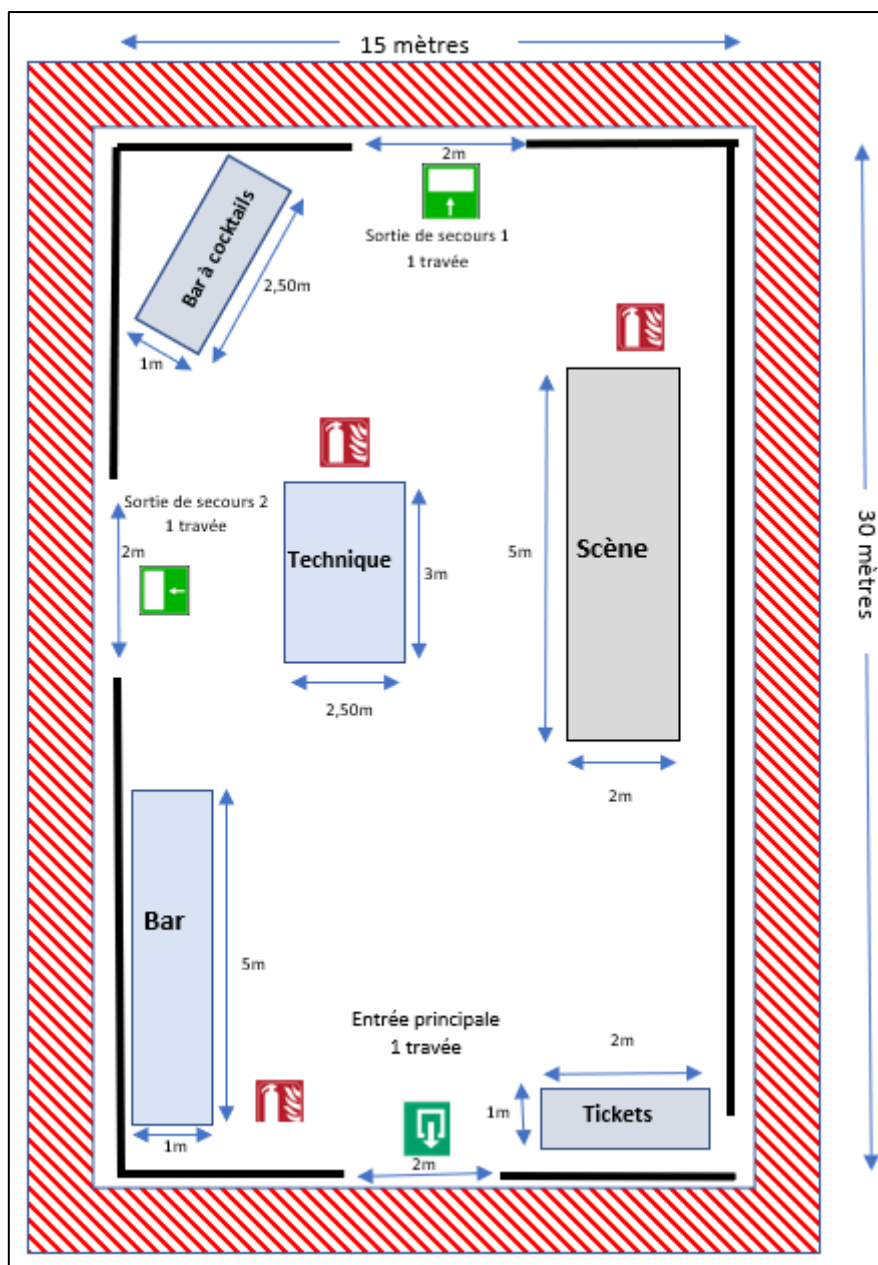 15 mètres
2m
Sortie de secours 1
1 travée
Bar à cocktails
2,50m
1m
30 mètres
Sortie de secours 2
1 travée
2m
Technique
3m
2,50m
5m
Scène
2m
Bar
5m
1m
Entrée principale
1 travée
2m
2m
1m
Tickets